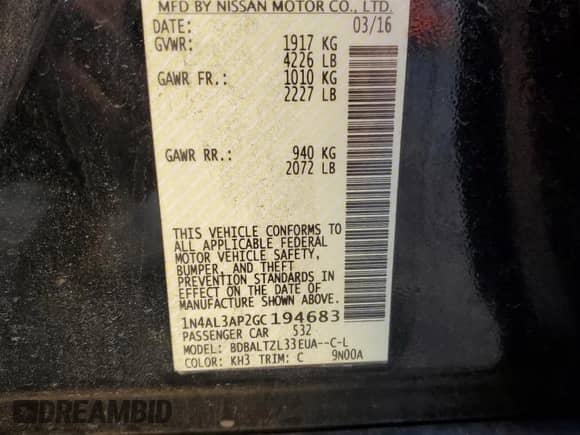 MFD BY NISSAN MOTOR CO., LTD.
DATE: 03/16
GVWR: 1917 KG
4226 LB
GAWR FR.: 1010 KG
2227 LB
GAWR RR.: 940 KG
2072 LB
THIS VEHICLE CONFORMS TO
ALL APPLICABLE FEDERAL
MOTOR VEHICLE SAFETY,
BUMPER, AND THEFT
PREVENTION STANDARDS IN
EFFECT ON THE DATE OF
MANUFACTURE SHOWN ABOVE.
1N4AL3AP2GC194683
PASSENGER CAR 532
MODEL: BDBALTZL33EUA--C-L
COLOR: KH3 TRIM: C 9N00A
DREAMBID